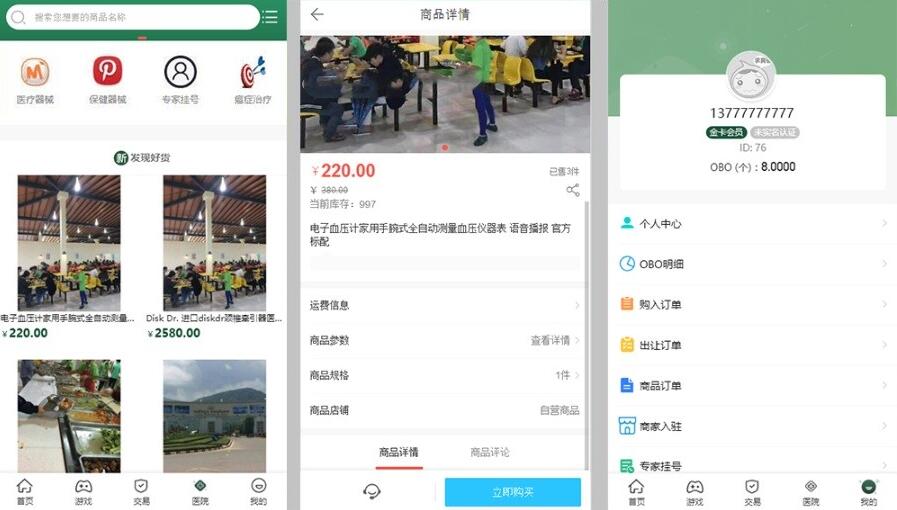 搜索您想要的商品名称
医疗器械
保健器械
专家挂号
癌症治疗
新 发现好货
电子血压计家用手腕式全自动测量...
¥220.00
Disk Dr. 进口diskdr颈椎牵引器医...
¥2580.00
首页
游戏
交易
医院
我的
商品详情
¥220.00
已售3件
¥ 380.00
当前库存：997
电子血压计家用手腕式全自动测量血压仪器表 语音播报 官方
标配
运费信息
商品参数
查看详情
商品规格
1件
商品店铺
自营商品
商品详情
商品评论
立即购买
13777777777
金卡会员
未实名认证
ID: 76
OBO (个)：8.0000
个人中心
OBO明细
购入订单
出让订单
商品订单
商家入驻
专家挂号
首页
游戏
交易
医院
我的